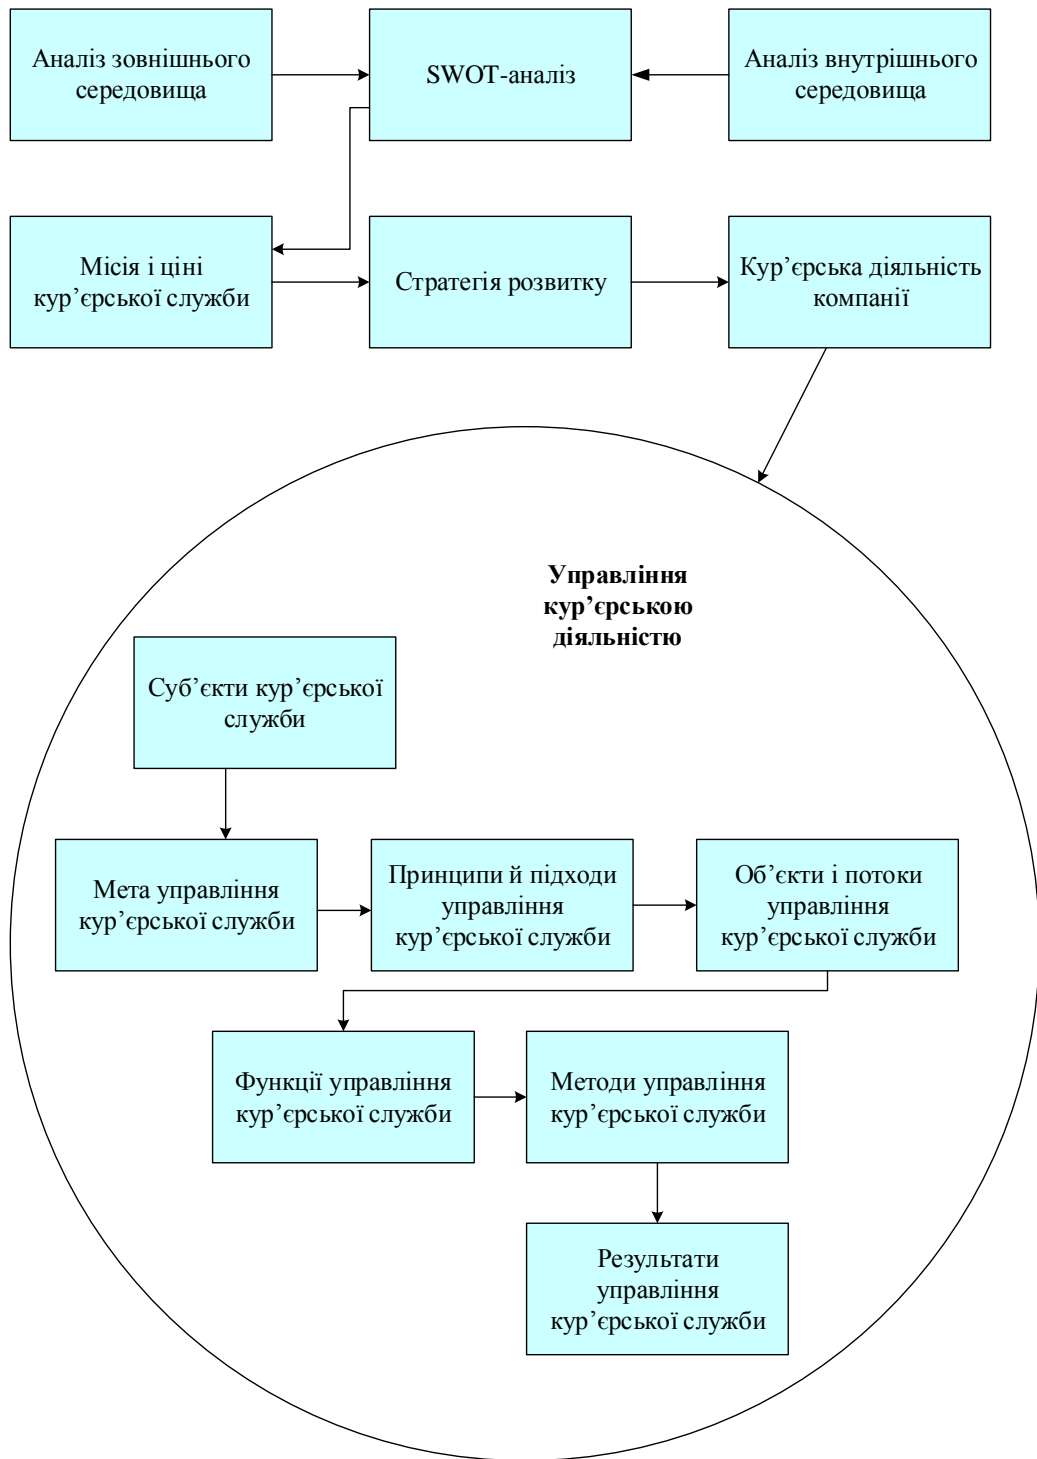 Аналіз зовнішнього
середовища
SWOT-аналіз
Аналіз внутрішнього
середовища
Місія і ціні
кур’єрської служби
Стратегія розвитку
Кур’єрська діяльність
компанії
Управління
кур’єрською
діяльністю
Суб’єкти кур’єрської
служби
Мета управління
кур’єрської служби
Принципи й підходи
управління
кур’єрської служби
Об’єкти і потоки
управління
кур’єрської служби
Функції управління
кур’єрської служби
Методи управління
кур’єрської служби
Результати
управління
кур’єрської служби